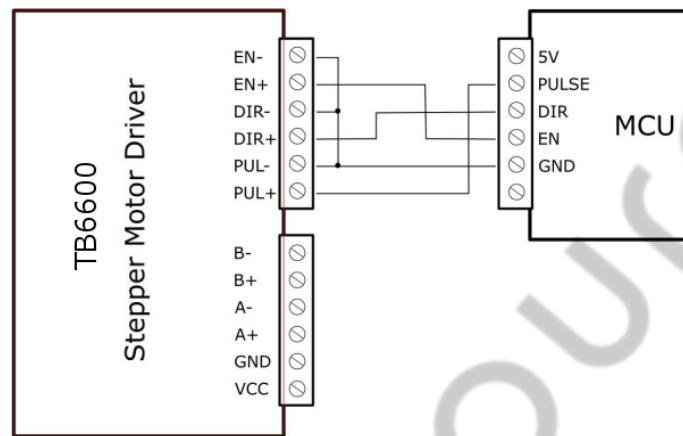 TB6600
Stepper Motor Driver
EN-
EN+
DIR-
DIR+
PUL-
PUL+
B-
B+
A-
A+
GND
VCC
5V
PULSE
DIR
EN
GND
MCU